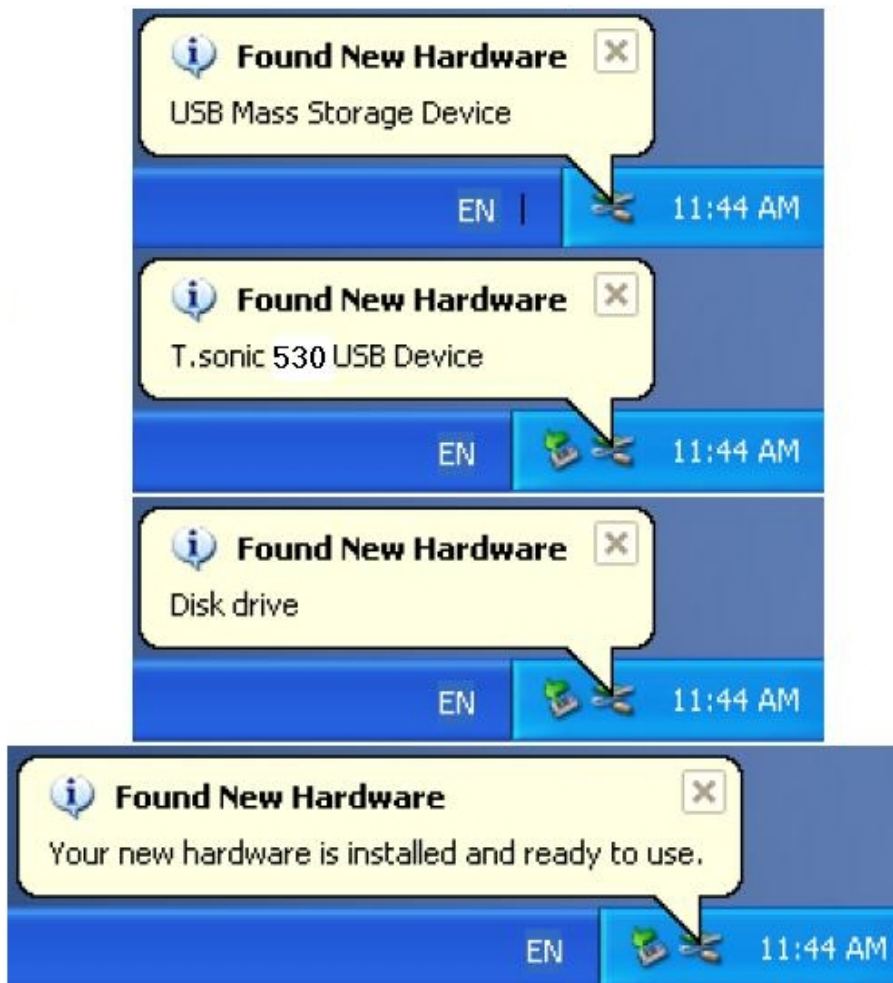 Found New Hardware
USB Mass Storage Device
EN 11:44 AM
Found New Hardware
T.sonic 530 USB Device
EN 11:44 AM
Found New Hardware
Disk drive
EN 11:44 AM
Found New Hardware
Your new hardware is installed and ready to use.
EN 11:44 AM